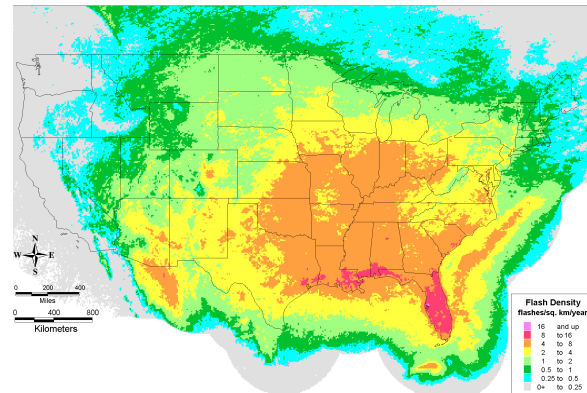 N
W E
S
0 200 400
Miles
0 400 800
Kilometers
Flash Density
flashes/sq. km/year
16 and up
8 to 16
4 to 8
2 to 4
1 to 2
0.5 to 1
0.25 to 0.5
0+ to 0.25